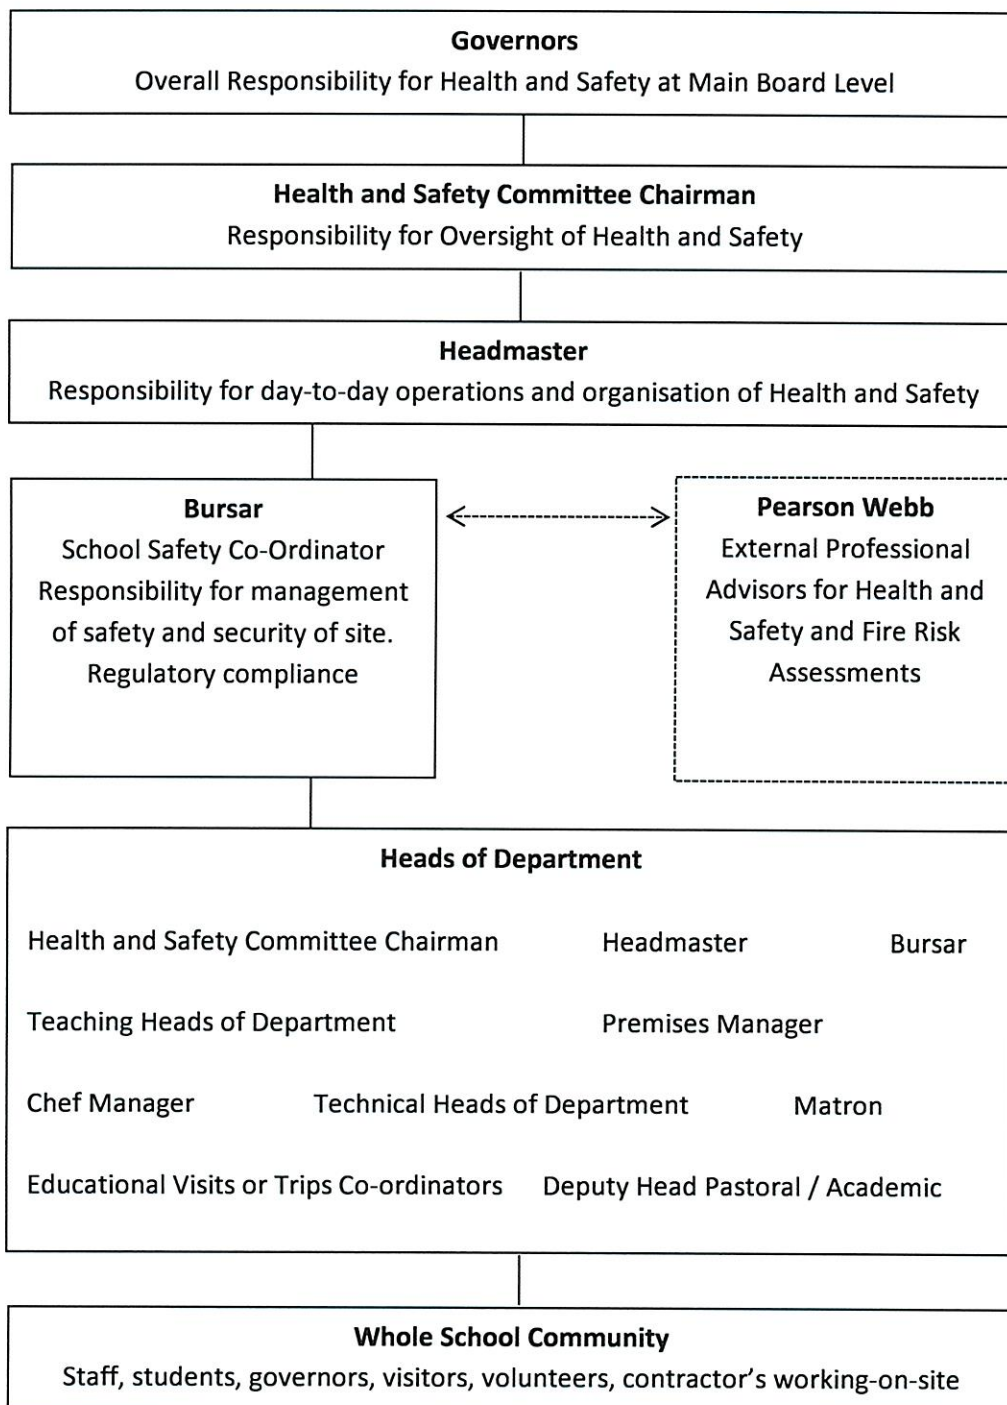 Governors
Overall Responsibility for Health and Safety at Main Board Level
Health and Safety Committee Chairman
Responsibility for Oversight of Health and Safety
Headmaster
Responsibility for day-to-day operations and organisation of Health and Safety
Bursar
School Safety Co-Ordinator
Responsibility for management
of safety and security of site.
Regulatory compliance
Pearson Webb
External Professional
Advisors for Health and
Safety and Fire Risk
Assessments
Heads of Department
Health and Safety Committee Chairman Headmaster Bursar
Teaching Heads of Department Premises Manager
Chef Manager Technical Heads of Department Matron
Educational Visits or Trips Co-ordinators Deputy Head Pastoral / Academic
Whole School Community
Staff, students, governors, visitors, volunteers, contractor's working-on-site